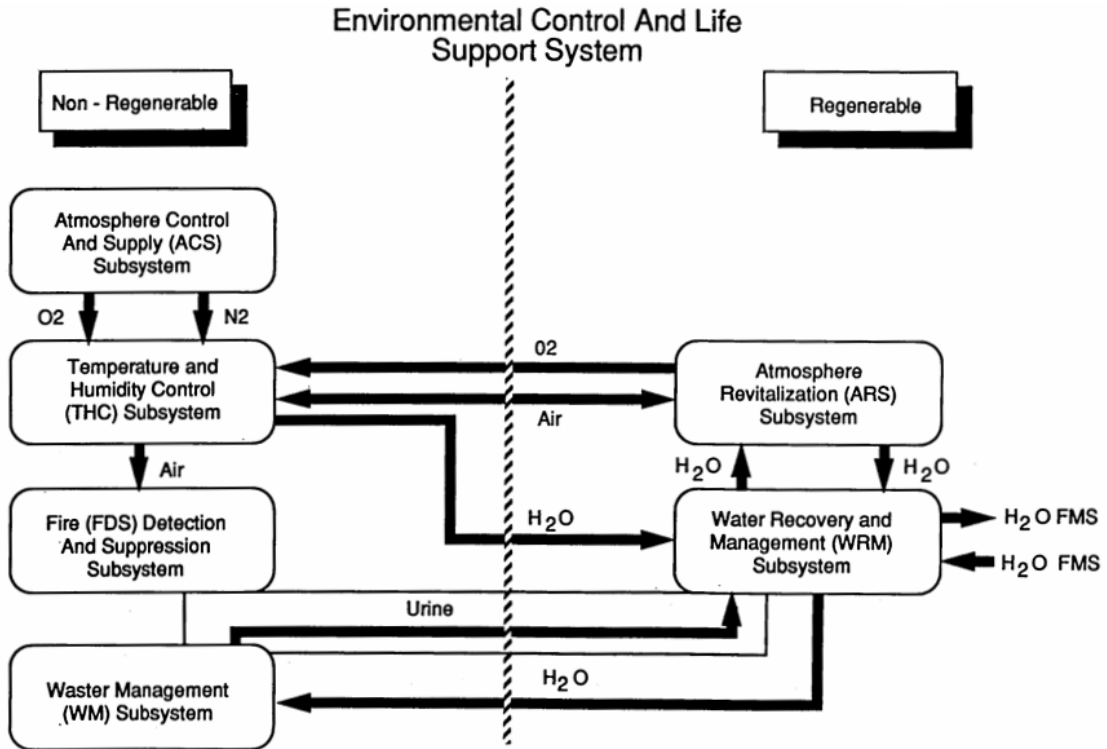 Environmental Control And Life
Support System
Non - Regenerable
Regenerable
Atmosphere Control
And Supply (ACS)
Subsystem
O2
N2
Temperature and
Humidity Control
(THC) Subsystem
02
Air
Atmosphere
Revitalization (ARS)
Subsystem
Air
H2O
H2O
Fire (FDS) Detection
And Suppression
Subsystem
H2O
Water Recovery and
Management (WRM)
Subsystem
H2O FMS
H2O FMS
Urine
Waster Management
(WM) Subsystem
H2O